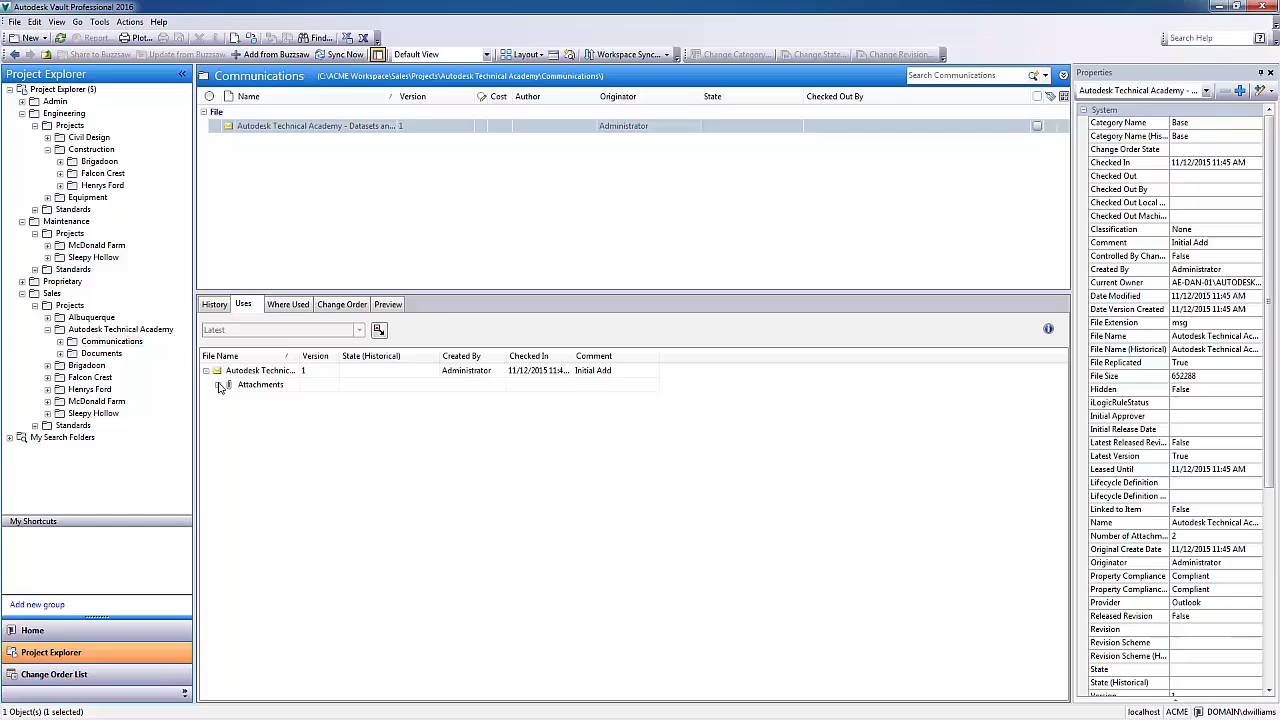 Autodesk Vault Professional 2016
File Edit View Go Tools Actions Help
New Report... Plot... Find...
Search Help
Share to Buzzsaw Update from Buzzsaw Add from Buzzsaw Sync Now Default View Layout Workspace Sync... Change Category... Change State... Change Revision...
Project Explorer
Project Explorer ($)
Admin
Engineering
Projects
Civil Design
Construction
Brigadoon
Falcon Crest
Henrys Ford
Equipment
Standards
Maintenance
Projects
McDonald Farm
Sleepy Hollow
Standards
Proprietary
Sales
Projects
Albuquerque
Autodesk Technical Academy
Communications
Documents
Brigadoon
Falcon Crest
Henry Ford
McDonald Farm
Sleepy Hollow
Standards
My Search Folders
My Shortcuts
Add new group
Home
Project Explorer
Change Order List
Communications (C:\ACME Workspace\Sales\Projects\Autodesk Technical Academy\Communications\)
Search Communications
Name Version Cost Author Originator State Checked Out By
File
Autodesk Technical Academy - Datasets an... 1 Administrator
History Uses Where Used Change Order Preview
Latest
File Name Version State (Historical) Created By Checked In Comment
Autodesk Technic... 1 Administrator 11/12/2015 11:4... Initial Add
Attachments
Properties
Autodesk Technical Academy - ...
System
Category Name Base
Category Name (His... Base
Change Order State
Checked In 11/12/2015 11:45 AM
Checked Out
Checked Out By
Checked Out Local ...
Checked Out Machi...
Classification None
Comment Initial Add
Controlled By Chan... False
Created By Administrator
Current Owner AE-DAN-01\AUTODESK...
Date Modified 11/12/2015 11:45 AM
Date Version Created 11/12/2015 11:45 AM
File Extension msg
File Name Autodesk Technical Ac...
File Name (Historical) Autodesk Technical Ac...
File Replicated True
File Size 652288
Hidden False
iLogicRuleStatus
Initial Approver
Initial Release Date
Latest Released Revi... False
Latest Version True
Leased Until 11/12/2015 11:45 AM
Lifecycle Definition
Lifecycle Definition ...
Linked to Item False
Name Autodesk Technical Ac...
Number of Attachm... 2
Original Create Date 11/12/2015 11:45 AM
Originator Administrator
Property Compliance Compliant
Property Complianc... Compliant
Provider Outlook
Released Revision False
Revision
Revision Scheme
Revision Scheme (H...
State
State (Historical)
Version 1
1 Object(s) (1 selected)
localhost ACME DOMAIN\dwilliams